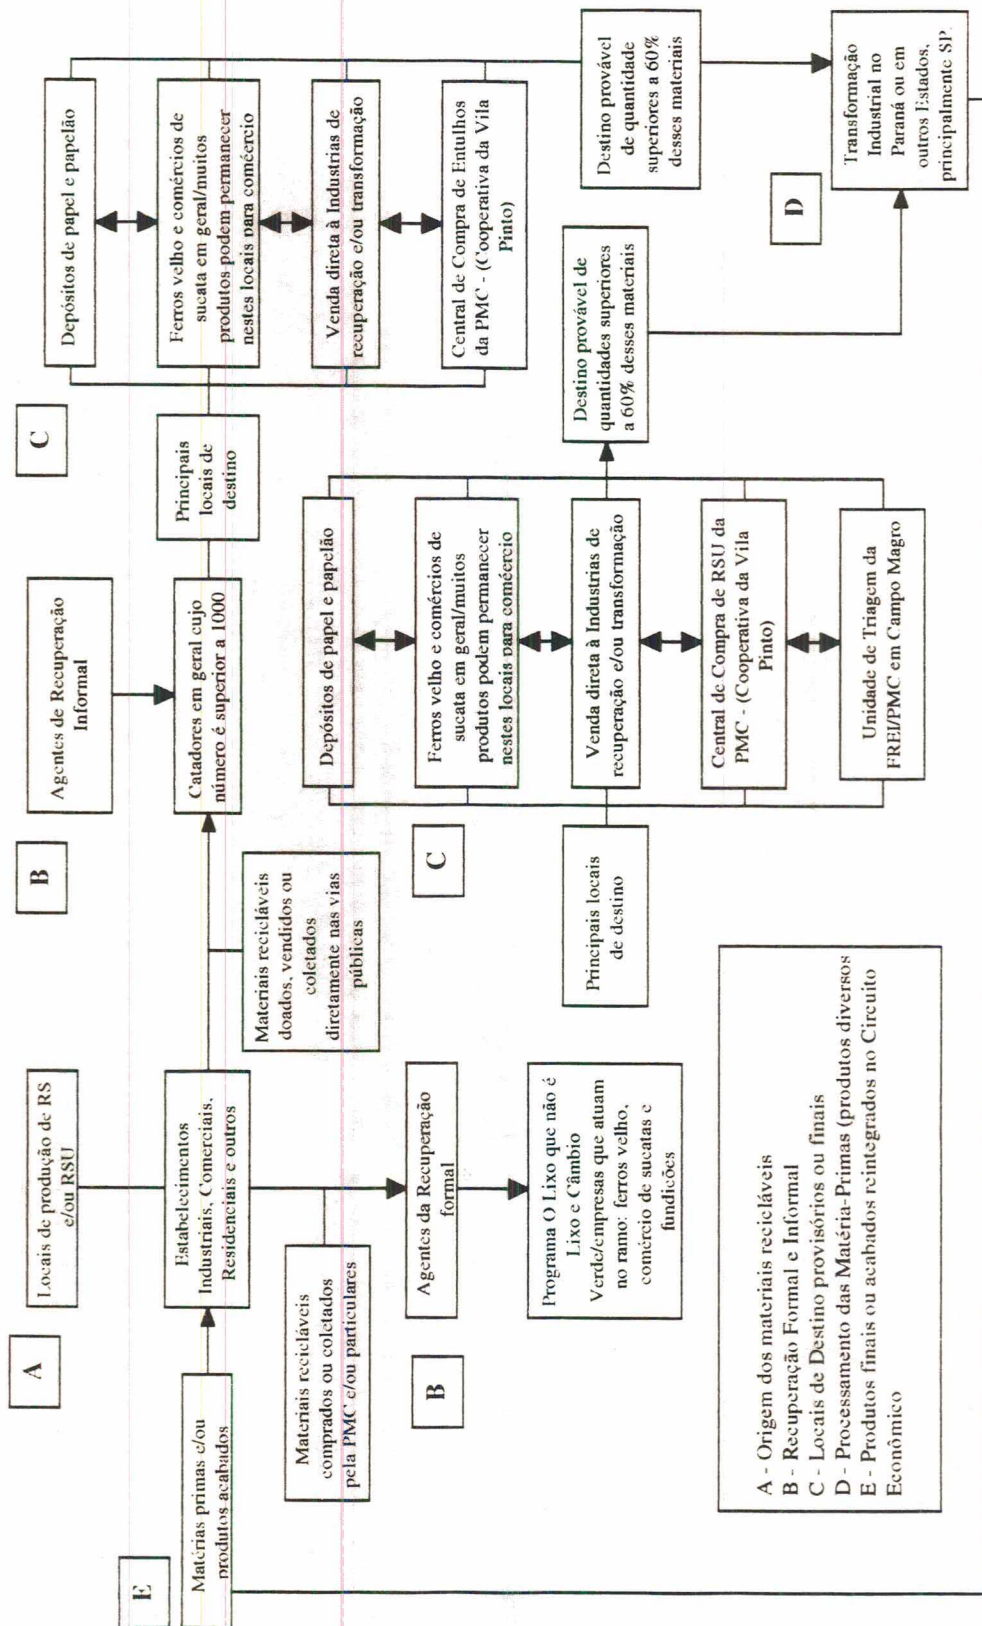 A
Locais de produção de RS
e/ou RSU
B
Agentes de Recuperação
Informal
C
Depósitos de papel e papelão
Ferros velho e comércios de
sucata em geral/muitos
produtos podem permanecer
nestes locais para comércio
Venda direta à Industrias de
recuperação e/ou transformação
Central de Compra de Entulhos
da PMC - (Cooperativa da Vila
Pinto)
E
Matérias primas e/ou
produtos acabados
Estabelecimentos
Industriais, Comerciais,
Residenciais e outros
Materiais recicláveis
doados, vendidos ou
coletados
diretamente nas vias
públicas
Catadores em geral cujo
número é superior a 1000
Principais
locais de
destino
Destino provável
de quantidade
superiores a 60%
desses materiais
D
Transformação
Industrial no
Paraná ou em
outros Estados,
principalmente SP.
Materiais recicláveis
comprados ou coletados
pela PMC e/ou particulares
B
Agentes da Recuperação
formal
Programa O Lixo que não é
Lixo e Câmbio
Verde/empresas que atuam
no ramo: ferros velho,
comércio de sucatas e
fundições
C
Principais locais
de destino
Depósitos de papel e papelão
Ferros velho e comércios de
sucata em geral/muitos
produtos podem permanecer
nestes locais para comércio
Venda direta à Industrias de
recuperação e/ou transformação
Central de Compra de RSU da
PMC - (Cooperativa da Vila
Pinto)
Unidade de Triagem da
FREI/PMC em Campo Magro
Destino provável de
quantidades superiores
a 60% desses materiais
A - Origem dos materiais recicláveis
B - Recuperação Formal e Informal
C - Locais de Destino provisórios ou finais
D - Processamento das Matéria-Primas (produtos diversos
E - Produtos finais ou acabados reintegrados no Circuito
Econômico